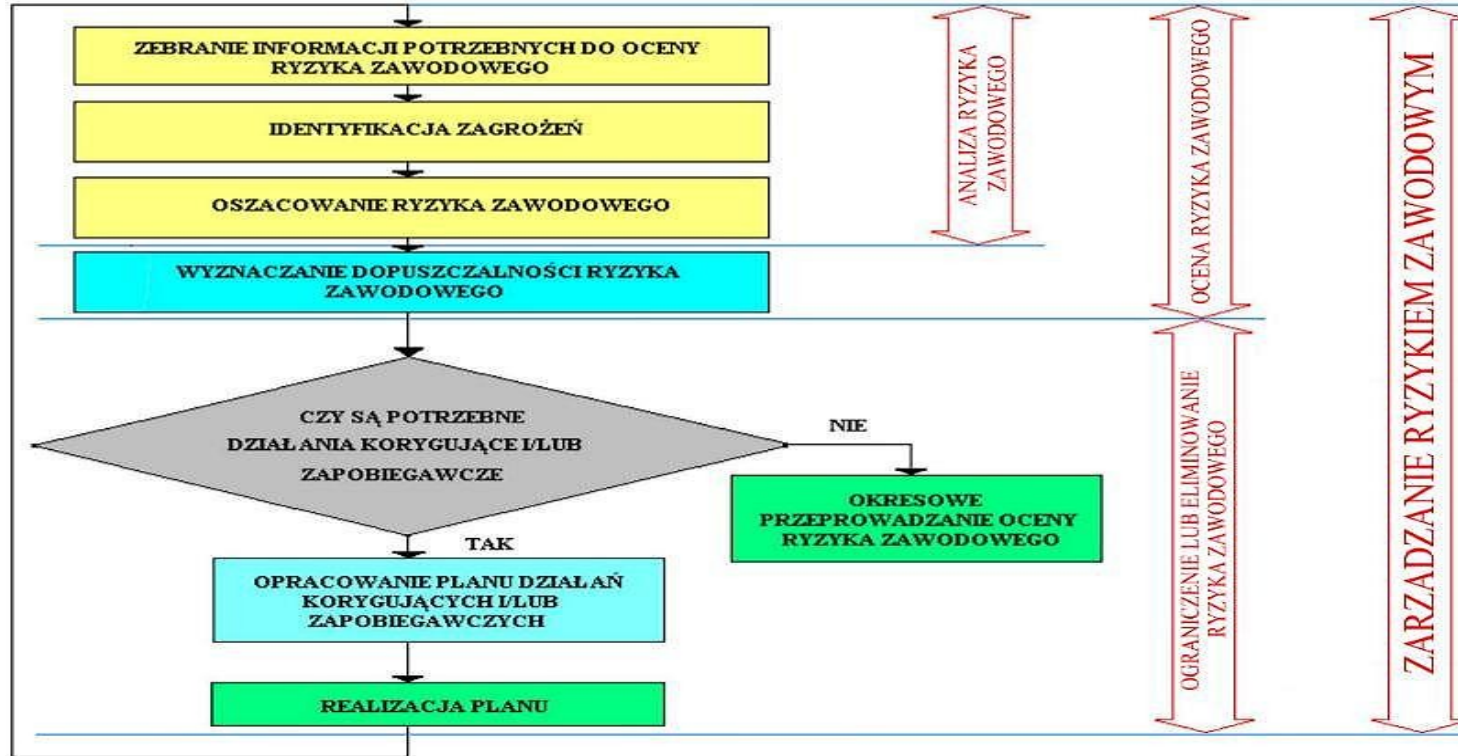 ZEBRANIE INFORMACJI POTRZEBNYCH DO OCENY
RYZYKA ZAWODOWEGO
IDENTYFIKACJA ZAGROŻEŃ
OSZACOWANIE RYZYKA ZAWODOWEGO
WYZNACZANIE DOPUSZCZALNOŚCI RYZYKA
ZAWODOWEGO
CZY SĄ POTRZEBNE
DZIAŁANIA KORYGUJĄCE I/LUB
ZAPOBIEGAWCZE
NIE
OKRESOWE
PRZEPROWADZANIE OCENY
RYZYKA ZAWODOWEGO
TAK
OPRACOWANIE PLANU DZIAŁAŃ
KORYGUJĄCYCH I/LUB
ZAPOBIEGAWCZYCH
REALIZACJA PLANU
ANALIZA RYZYKA
ZAWODOWEGO
OCENA RYZYKA ZAWODOWEGO
OGRANICZENIE LUB ELIMINOWANIE
RYZYKA ZAWODOWEGO
ZARZADZANIE RYZYKIEM ZAWODOWYM